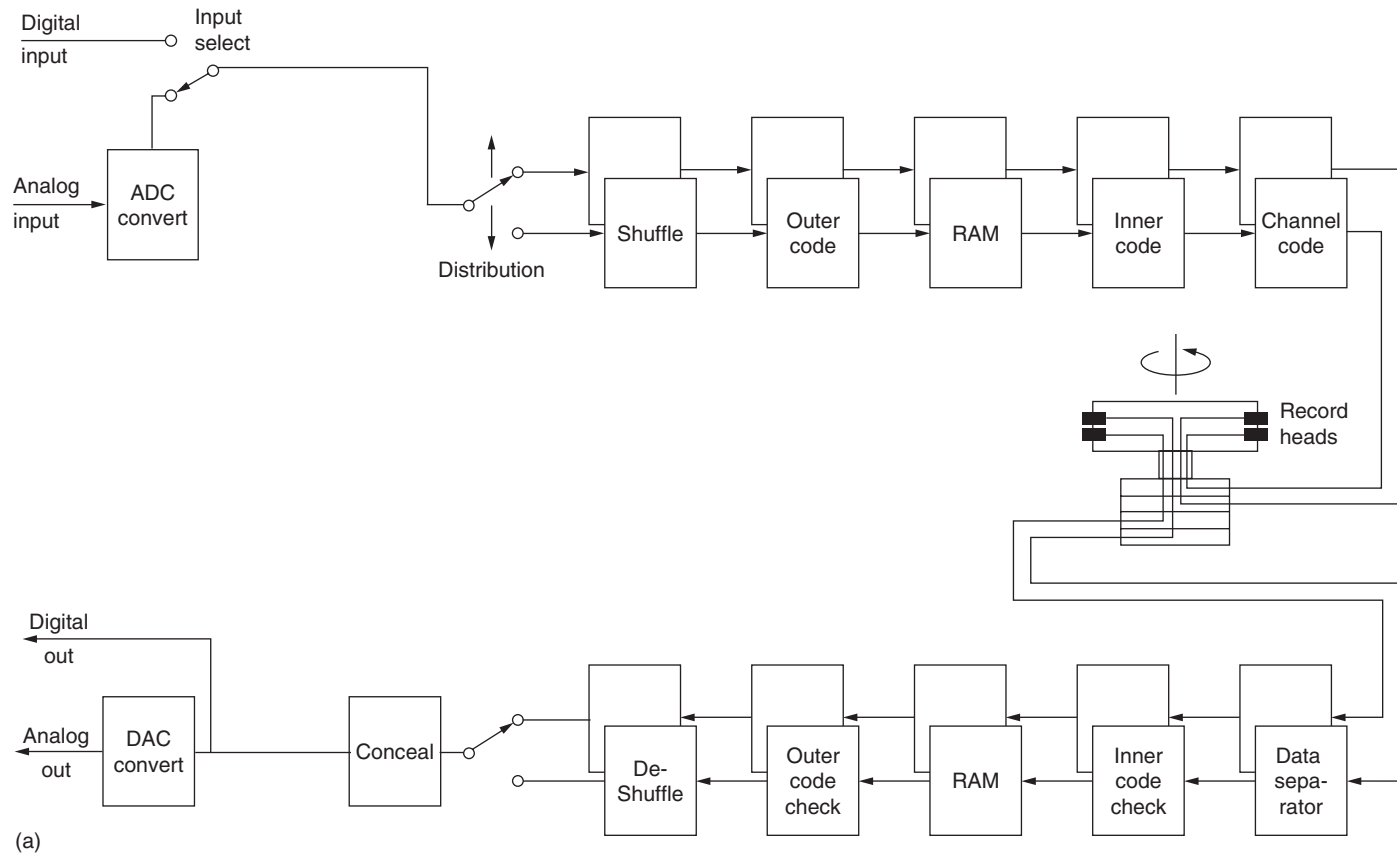 Digital
input
Input
select
Analog
input
ADC
convert
Distribution
Shuffle
Outer
code
RAM
Inner
code
Channel
code
Record
heads
Digital
out
Analog
out
DAC
convert
Conceal
De-
Shuffle
Outer
code
check
RAM
Inner
code
check
Data
sepa-
rator
(a)